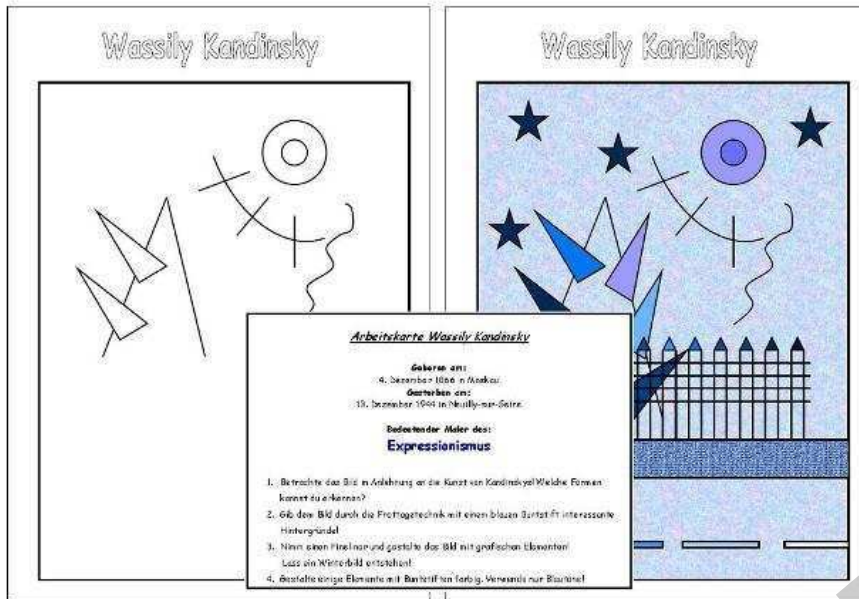 Wassily Kandinsky
Wassily Kandinsky
Arbeitskarte Wassily Kandinsky
Geboren am:
4. Dezember 1866 in Moskau
Gestorben am:
13. Dezember 1944 in Neuilly-sur-Seine
Bedeutender Maler des:
Expressionismus
1. Betrachte das Bild in Anlehnung an die Kunst von Kandinskys! Welche Formen
kannst du erkennen?
2. Gib dem Bild durch die Frottagetechnik mit einem blauen Buntstift interessante
Hintergründe!
3. Nimm einen Fineliner und gestalte das Bild mit grafischen Elementen!
Lass ein Winterbild entstehen!
4. Gestalte einige Elemente mit Buntstiften farbig. Verwende nur Blautöne!